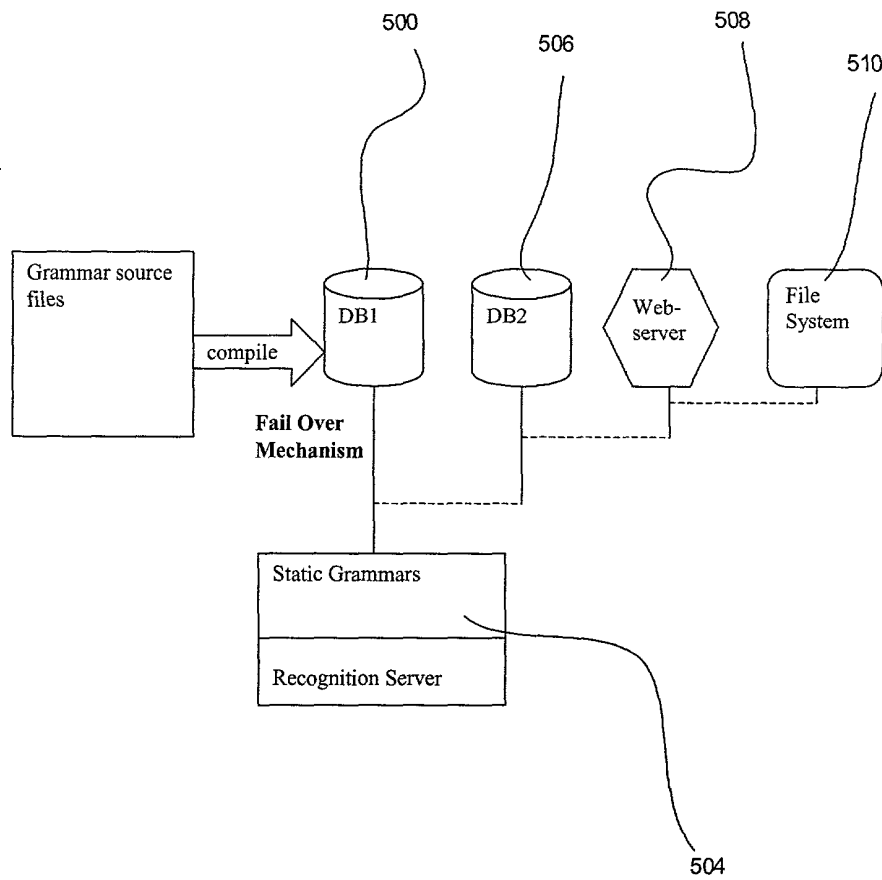 500
506
508
510
Grammar source
files
compile
DB1
DB2
Web-
server
File
System
Fail Over
Mechanism
Static Grammars
Recognition Server
504